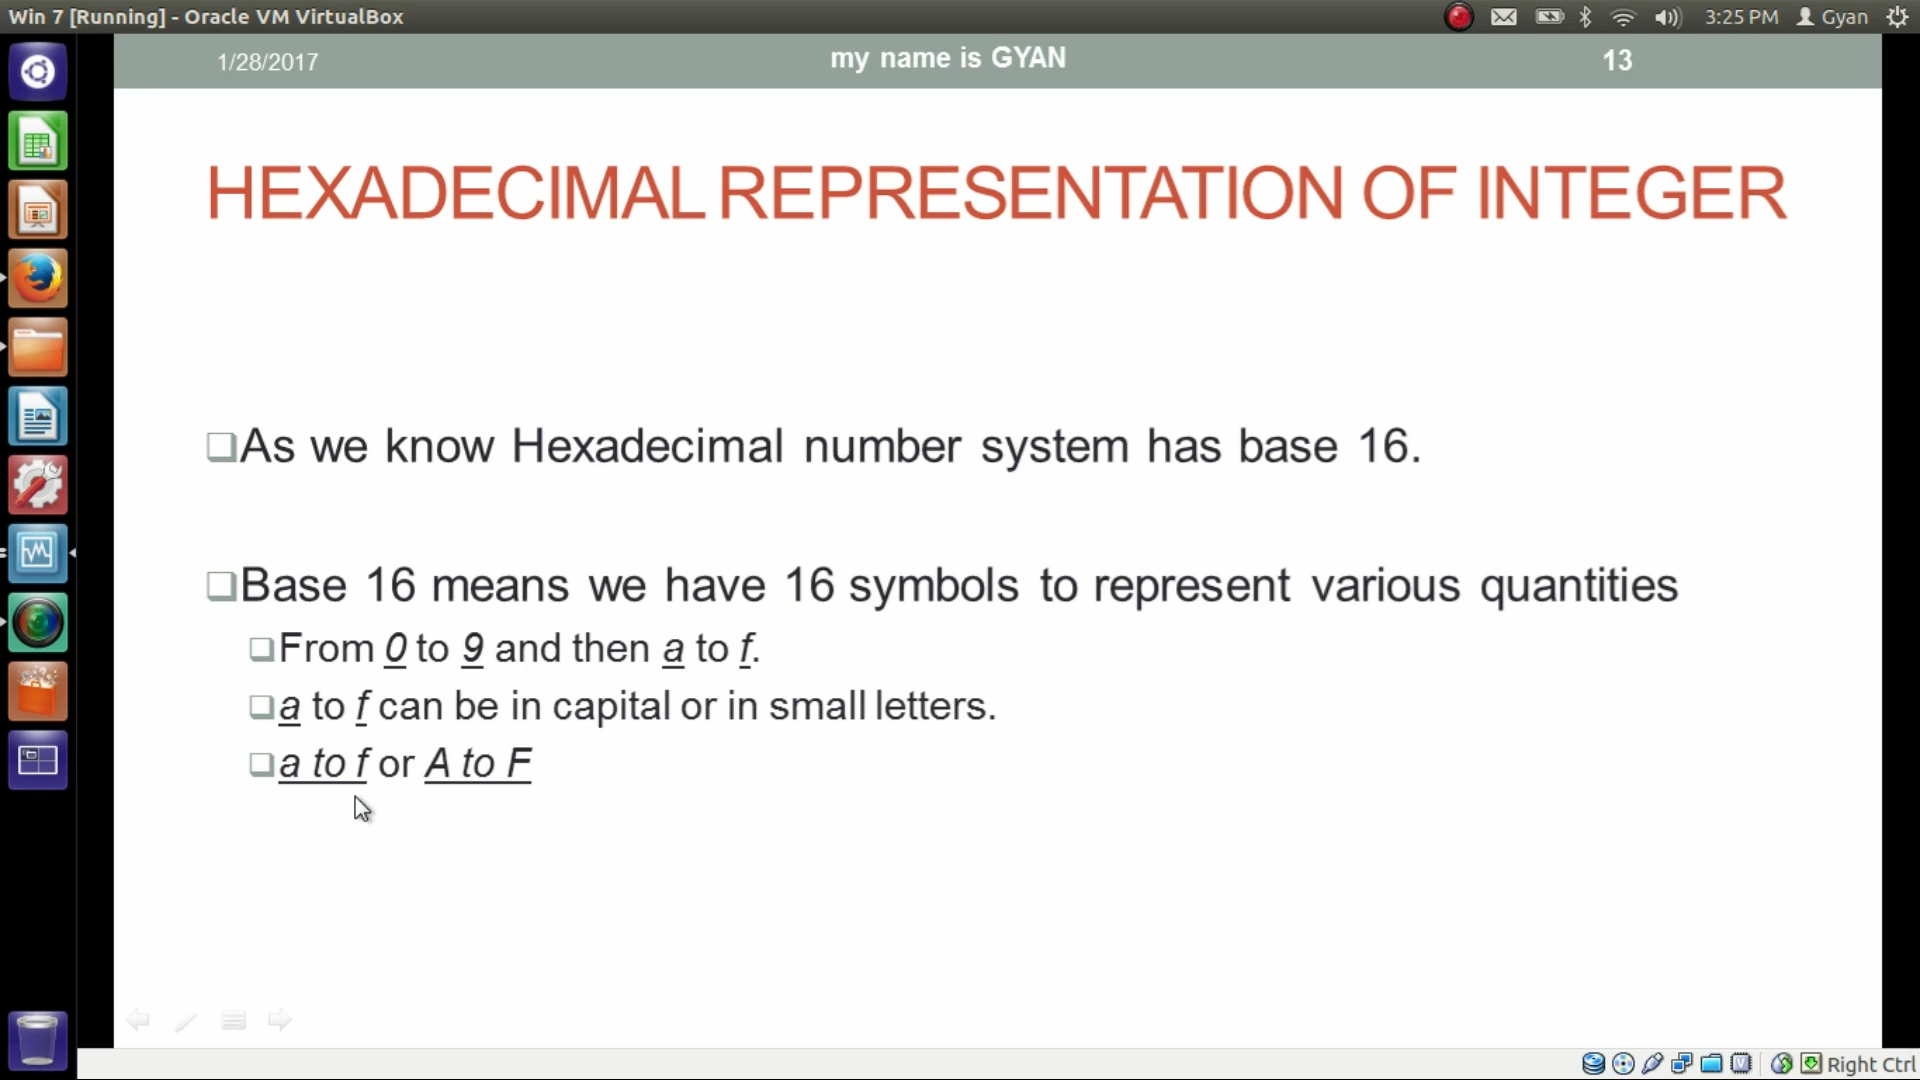 Win 7 [Running] - Oracle VM VirtualBox
3:25 PM Gyan
1/28/2017 my name is GYAN 13
HEXADECIMAL REPRESENTATION OF INTEGER
As we know Hexadecimal number system has base 16.
Base 16 means we have 16 symbols to represent various quantities
From 0 to 9 and then a to f.
a to f can be in capital or in small letters.
a to f or A to F
Right Ctrl